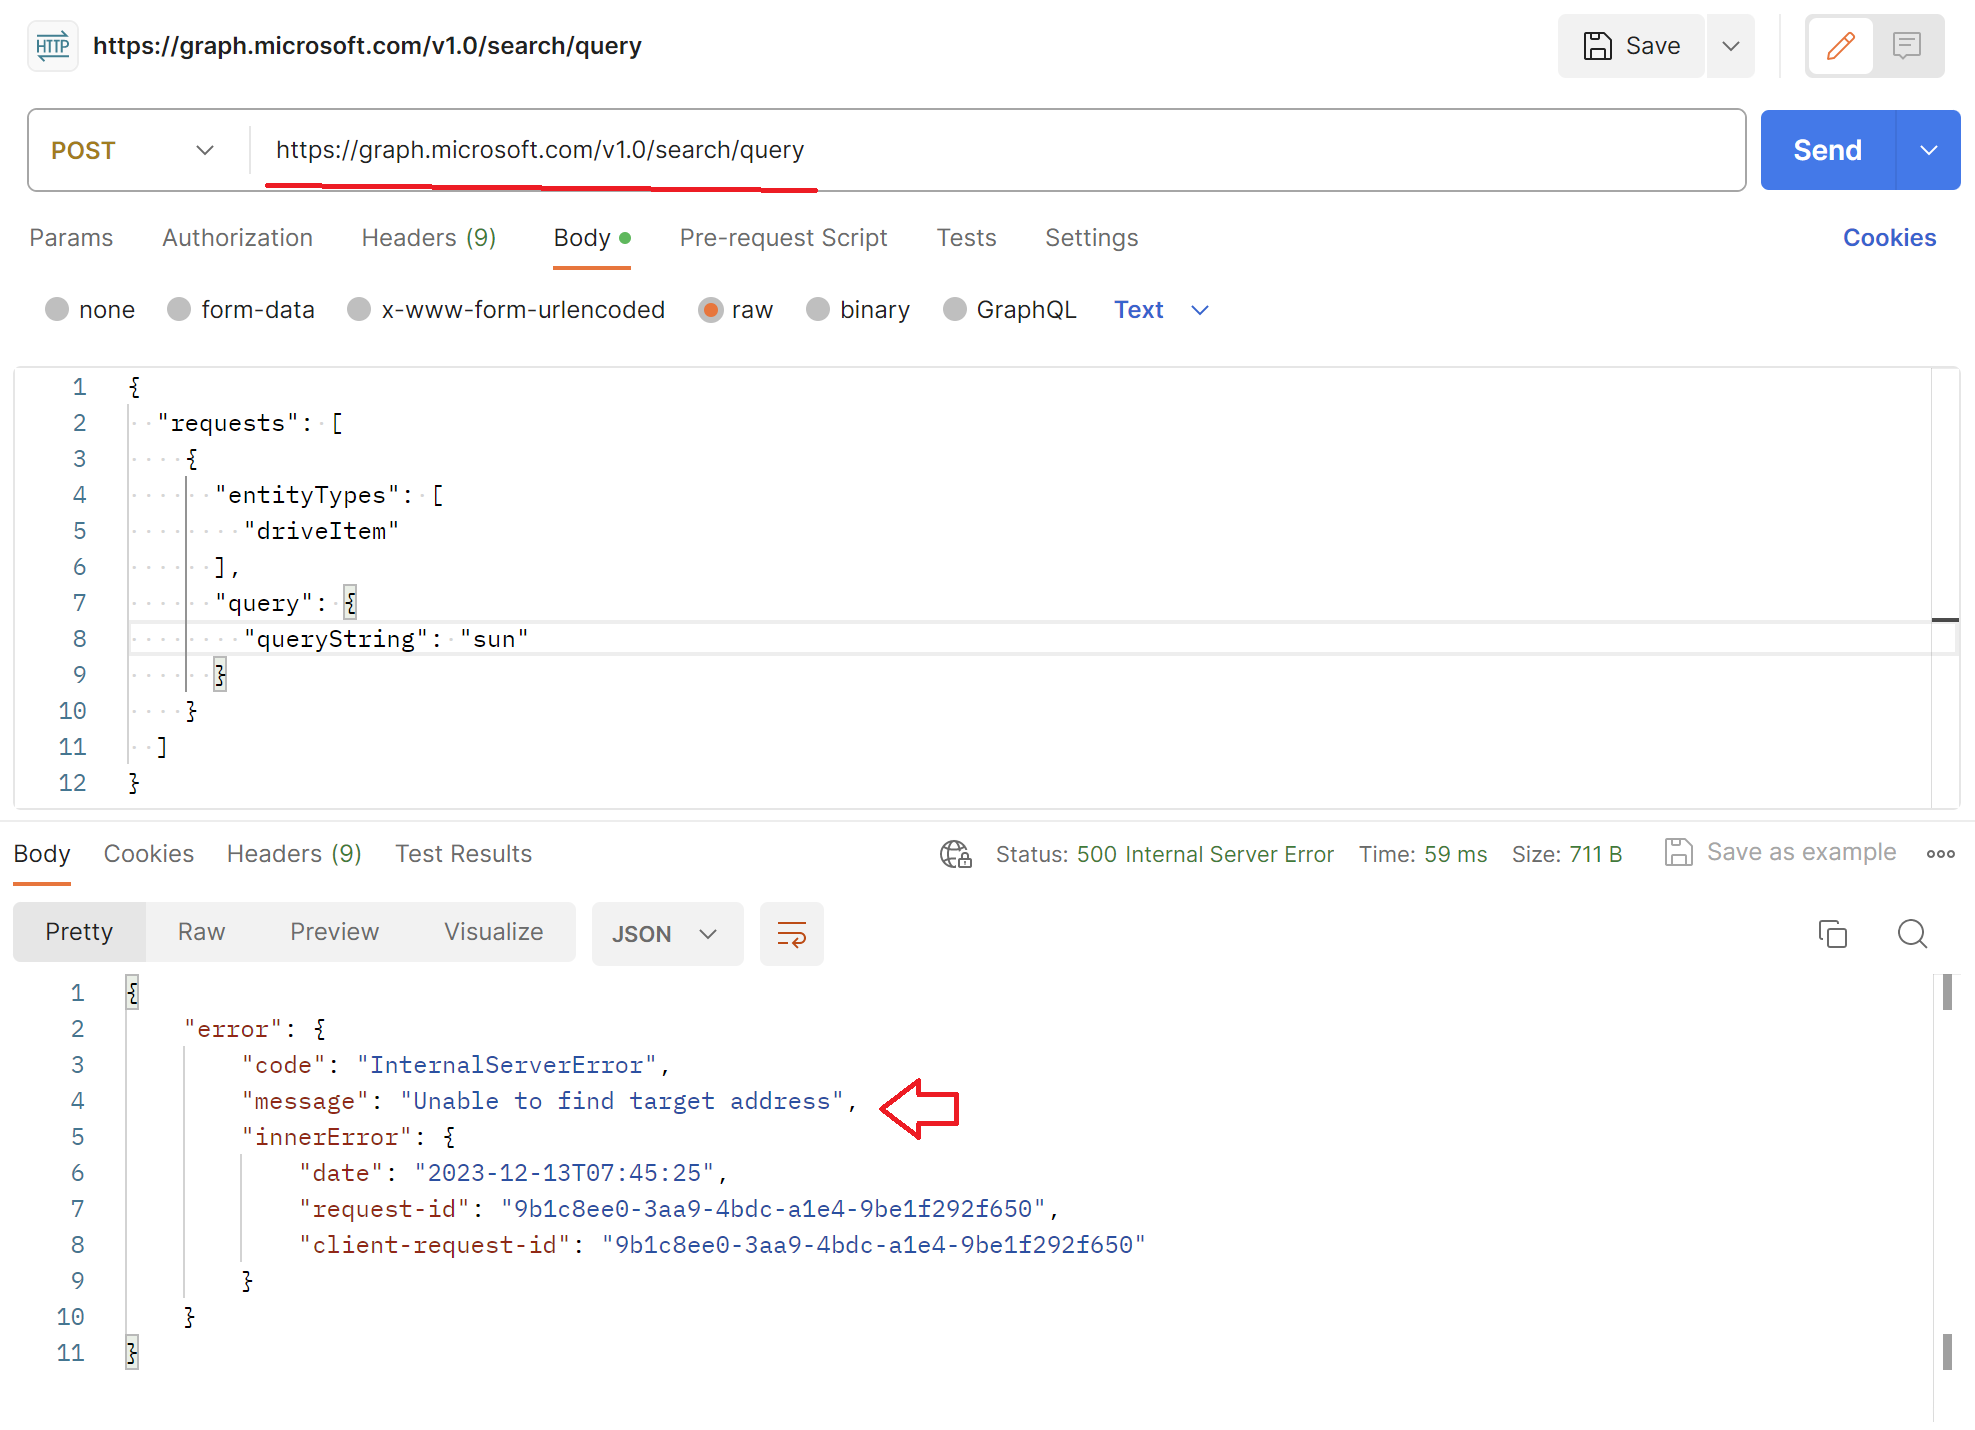 HTTP https://graph.microsoft.com/v1.0/search/query Save
POST https://graph.microsoft.com/v1.0/search/query Send
Params Authorization Headers (9) Body Pre-request Script Tests Settings Cookies
none form-data x-www-form-urlencoded raw binary GraphQL Text
1 {
2 "requests": [
3 {
4 "entityTypes": [
5 "driveItem"
6 ],
7 "query": {
8 "queryString": "sun"
9 }
10 }
11 ]
12 }
Body Cookies Headers (9) Test Results Status: 500 Internal Server Error Time: 59 ms Size: 711 B Save as example
Pretty Raw Preview Visualize JSON
1 {
2 "error": {
3 "code": "InternalServerError",
4 "message": "Unable to find target address",
5 "innerError": {
6 "date": "2023-12-13T07:45:25",
7 "request-id": "9b1c8ee0-3aa9-4bdc-a1e4-9be1f292f650",
8 "client-request-id": "9b1c8ee0-3aa9-4bdc-a1e4-9be1f292f650"
9 }
10 }
11 }